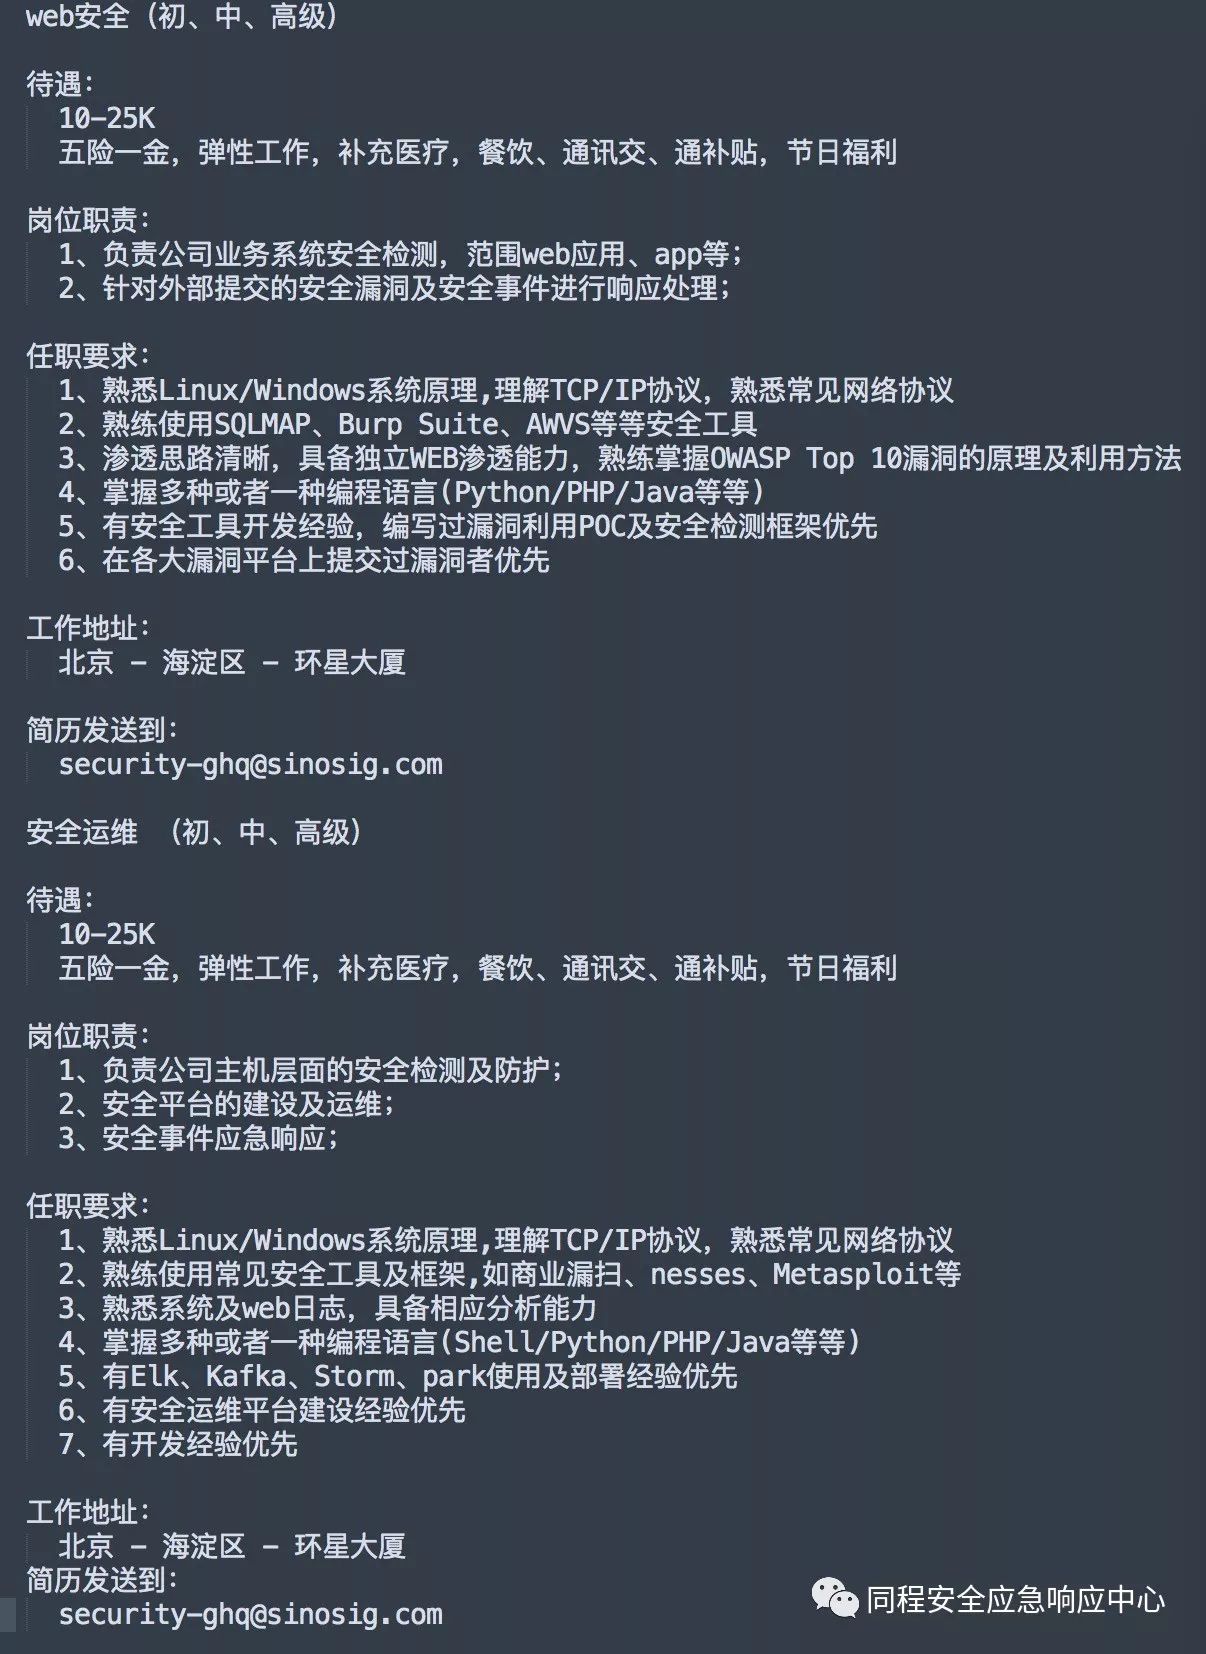 web安全（初、中、高级）
待遇：
10-25K
五险一金，弹性工作，补充医疗，餐饮、通讯交、通补贴，节日福利
岗位职责：
1、负责公司业务系统安全检测，范围web应用、app等；
2、针对外部提交的安全漏洞及安全事件进行响应处理；
任职要求：
1、熟悉Linux/Windows系统原理,理解TCP/IP协议，熟悉常见网络协议
2、熟练使用SQLMAP、Burp Suite、AWVS等等安全工具
3、渗透思路清晰，具备独立WEB渗透能力，熟练掌握OWASP Top 10漏洞的原理及利用方法
4、掌握多种或者一种编程语言(Python/PHP/Java等等)
5、有安全工具开发经验，编写过漏洞利用POC及安全检测框架优先
6、在各大漏洞平台上提交过漏洞者优先
工作地址：
北京 - 海淀区 - 环星大厦
简历发送到：
security-ghq@sinosig.com
安全运维 （初、中、高级）
待遇：
10-25K
五险一金，弹性工作，补充医疗，餐饮、通讯交、通补贴，节日福利
岗位职责：
1、负责公司主机层面的安全检测及防护；
2、安全平台的建设及运维；
3、安全事件应急响应；
任职要求：
1、熟悉Linux/Windows系统原理,理解TCP/IP协议，熟悉常见网络协议
2、熟练使用常见安全工具及框架,如商业漏扫、nesses、Metasploit等
3、熟悉系统及web日志，具备相应分析能力
4、掌握多种或者一种编程语言(Shell/Python/PHP/Java等等)
5、有Elk、Kafka、Storm、park使用及部署经验优先
6、有安全运维平台建设经验优先
7、有开发经验优先
工作地址：
北京 - 海淀区 - 环星大厦
简历发送到：
security-ghq@sinosig.com
同程安全应急响应中心